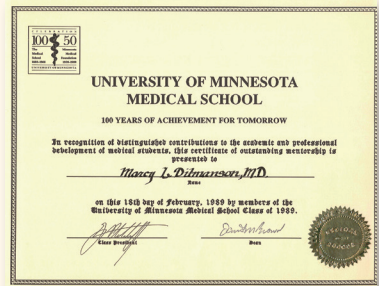 CELEBRATING
100 50
UNIVERSITY OF MINNESOTA
MEDICAL SCHOOL
100 YEARS OF ACHIEVEMENT FOR TOMORROW
In recognition of distinguished contributions to the academic and professional
development of medical students, this certificate of outstanding mentorship is
presented to
Marcy L. Ditmanson, M.D.
Name
on this 18th day of February, 1989 by members of the
University of Minnesota Medical School Class of 1989.
Class President Dean